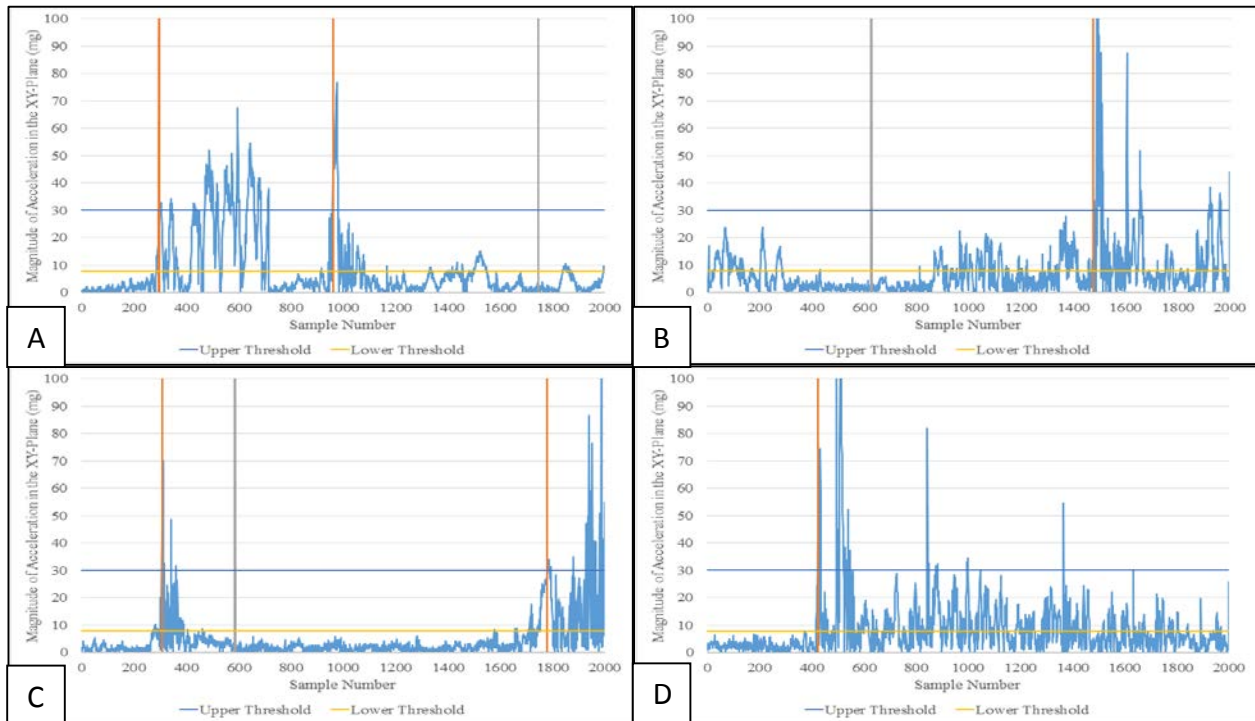 A
Magnitude of Acceleration in the XY-Plane (mg)
100
90
80
70
60
50
40
30
20
10
0
0 200 400 600 800 1000 1200 1400 1600 1800 2000
Sample Number
Upper Threshold Lower Threshold
B
Magnitude of Acceleration in the XY-Plane (mg)
100
90
80
70
60
50
40
30
20
10
0
0 200 400 600 800 1000 1200 1400 1600 1800 2000
Sample Number
Upper Threshold Lower Threshold
C
Magnitude of Acceleration in the XY-Plane (mg)
100
90
80
70
60
50
40
30
20
10
0
0 200 400 600 800 1000 1200 1400 1600 1800 2000
Sample Number
Upper Threshold Lower Threshold
D
Magnitude of Acceleration in the XY-Plane (mg)
100
90
80
70
60
50
40
30
20
10
0
0 200 400 600 800 1000 1200 1400 1600 1800 2000
Sample Number
Upper Threshold Lower Threshold